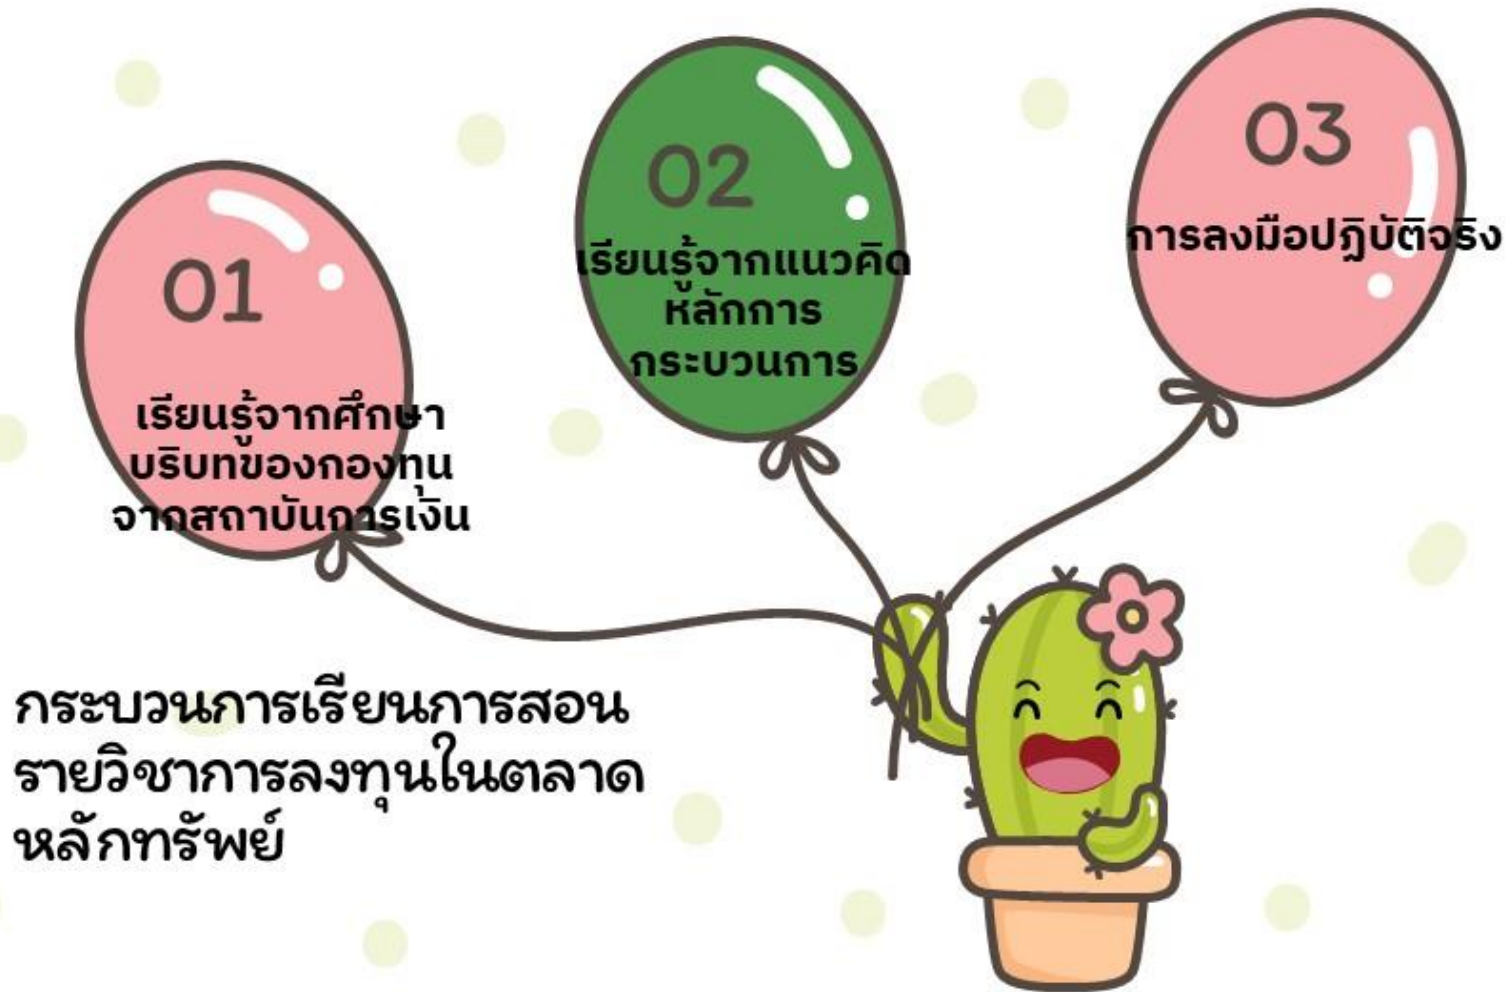 01
เรียนรู้จากศึกษา
บริบทของกองทุน
จากสถาบันการเงิน
02
เรียนรู้จากแนวคิด
หลักการ
กระบวนการ
03
การลงมือปฏิบัติจริง
กระบวนการเรียนการสอน
รายวิชาการลงทุนในตลาด
หลักทรัพย์